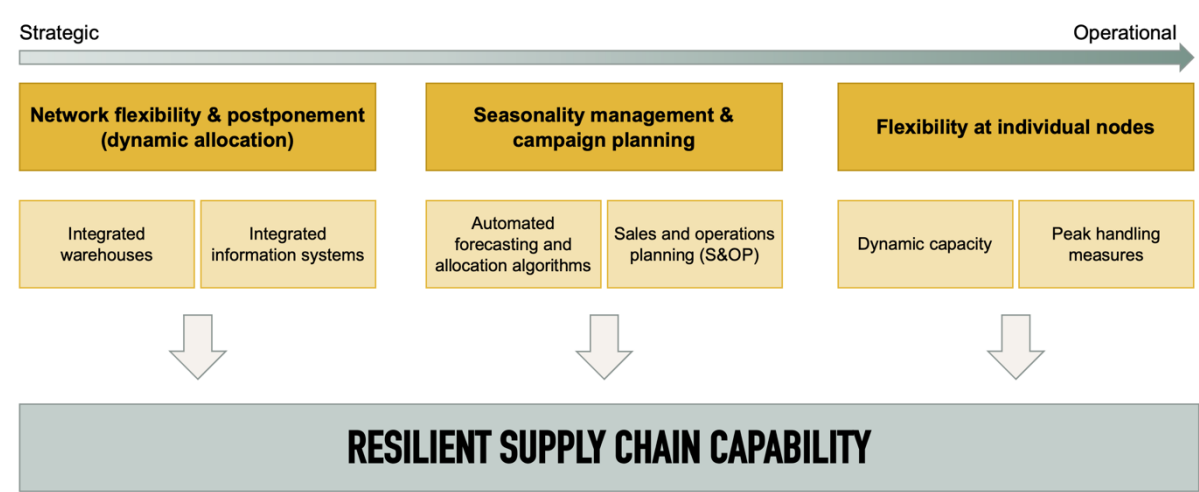 Strategic
Operational
Network flexibility & postponement
(dynamic allocation)
Seasonality management &
campaign planning
Flexibility at individual nodes
Integrated
warehouses
Integrated
information systems
Automated
forecasting and
allocation algorithms
Sales and operations
planning (S&OP)
Dynamic capacity
Peak handling
measures
RESILIENT SUPPLY CHAIN CAPABILITY